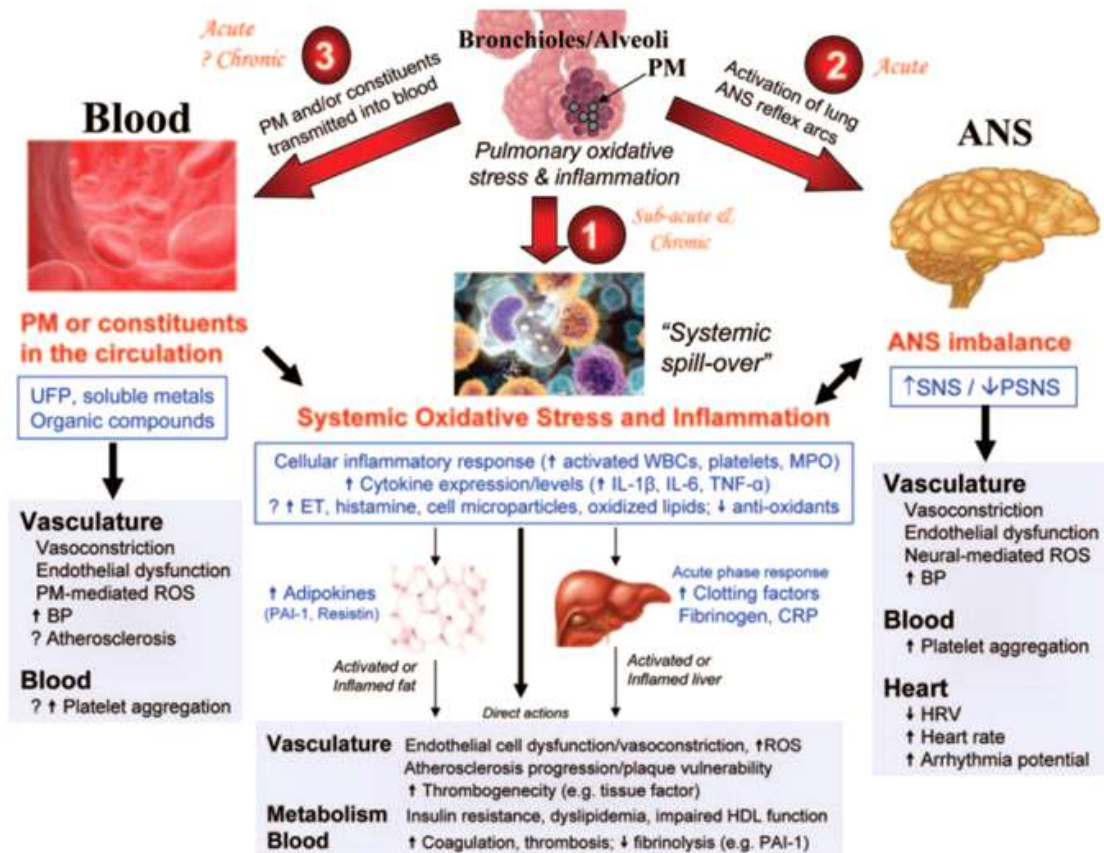 Acute
? Chronic
3
PM and/or constituents
transmitted into blood
Bronchioles/Alveoli
PM
Pulmonary oxidative
stress & inflammation
2
Acute
Activation of lung
ANS reflex arcs
Blood
ANS
1
Sub-acute &
Chronic
"Systemic
spill-over"
PM or constituents
in the circulation
UFP, soluble metals
Organic compounds
Vasculature
Vasoconstriction
Endothelial dysfunction
PM-mediated ROS
↑ BP
? Atherosclerosis
Blood
? ↑ Platelet aggregation
Systemic Oxidative Stress and Inflammation
Cellular inflammatory response (↑ activated WBCs, platelets, MPO)
↑ Cytokine expression/levels (↑ IL-1β, IL-6, TNF-α)
? ↑ ET, histamine, cell microparticles, oxidized lipids; ↓ anti-oxidants
↑ Adipokines
(PAI-1, Resistin)
Activated or
Inflamed fat
Acute phase response
↑ Clotting factors
Fibrinogen, CRP
Activated or
Inflamed liver
Direct actions
Vasculature Endothelial cell dysfunction/vasoconstriction, ↑ROS
Atherosclerosis progression/plaque vulnerability
↑ Thrombogenecity (e.g. tissue factor)
Metabolism Insulin resistance, dyslipidemia, impaired HDL function
Blood ↑ Coagulation, thrombosis; ↓ fibrinolysis (e.g. PAI-1)
ANS imbalance
↑SNS / ↓PSNS
Vasculature
Vasoconstriction
Endothelial dysfunction
Neural-mediated ROS
↑ BP
Blood
↑ Platelet aggregation
Heart
↓ HRV
↑ Heart rate
↑ Arrhythmia potential